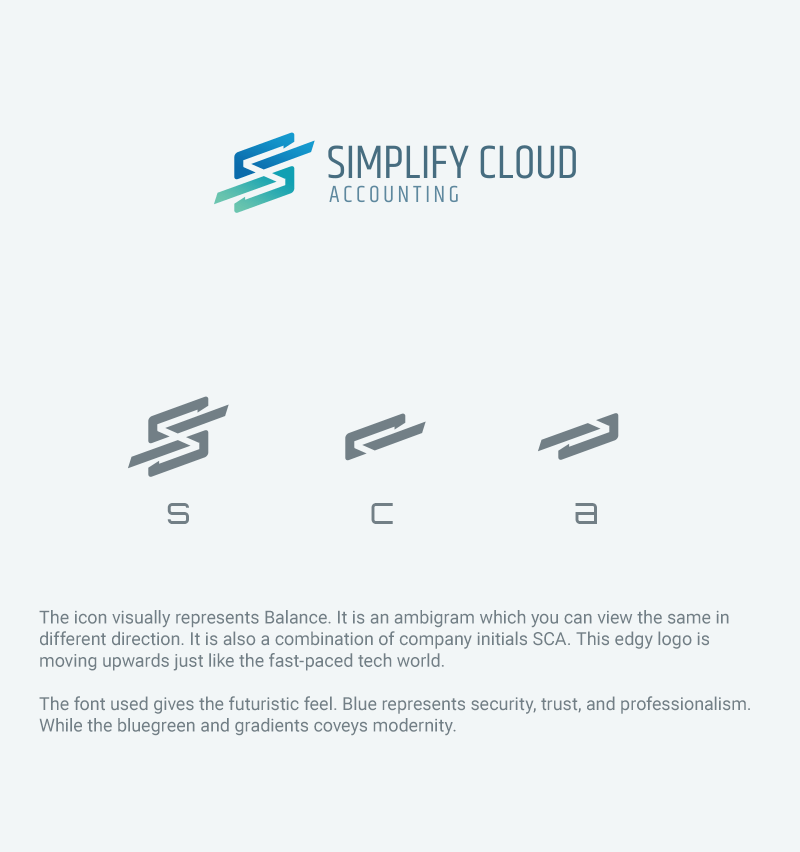 SIMPLIFY CLOUD
ACCOUNTING
s c a
The icon visually represents Balance. It is an ambigram which you can view the same in
different direction. It is also a combination of company initials SCA. This edgy logo is
moving upwards just like the fast-paced tech world.
The font used gives the futuristic feel. Blue represents security, trust, and professionalism.
While the bluegreen and gradients coveys modernity.